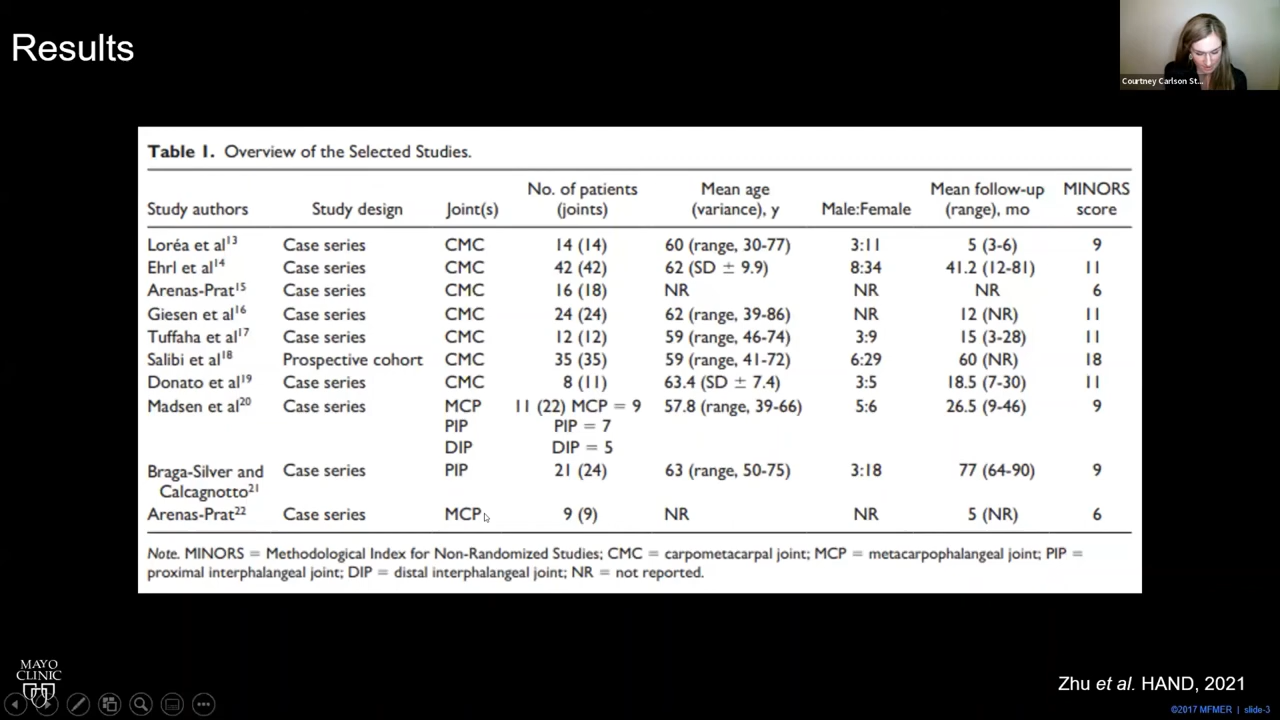 Results
Courtney Carlson St...
Table 1. Overview of the Selected Studies.
No. of patients Mean age Mean follow-up MINORS
Study authors Study design Joint(s) (joints) (variance), y Male:Female (range), mo score
Loréa et al13 Case series CMC 14 (14) 60 (range, 30-77) 3:11 5 (3-6) 9
Ehrl et al14 Case series CMC 42 (42) 62 (SD ± 9.9) 8:34 41.2 (12-81) 11
Arenas-Prat15 Case series CMC 16 (18) NR NR NR 6
Giesen et al16 Case series CMC 24 (24) 62 (range, 39-86) NR 12 (NR) 11
Tuffaha et al17 Case series CMC 12 (12) 59 (range, 46-74) 3:9 15 (3-28) 11
Salibi et al18 Prospective cohort CMC 35 (35) 59 (range, 41-72) 6:29 60 (NR) 18
Donato et al19 Case series CMC 8 (11) 63.4 (SD ± 7.4) 3:5 18.5 (7-30) 11
Madsen et al20 Case series MCP 11 (22) MCP = 9 57.8 (range, 39-66) 5:6 26.5 (9-46) 9
PIP PIP = 7
DIP DIP = 5
Braga-Silver and Case series PIP 21 (24) 63 (range, 50-75) 3:18 77 (64-90) 9
Calcagnotto21
Arenas-Prat22 Case series MCP 9 (9) NR NR 5 (NR) 6
Note. MINORS = Methodological Index for Non-Randomized Studies; CMC = carpometacarpal joint; MCP = metacarpophalangeal joint; PIP =
proximal interphalangeal joint; DIP = distal interphalangeal joint; NR = not reported.
MAYO
CLINIC
Zhu et al. HAND, 2021
©2017 MFMER | slide-3